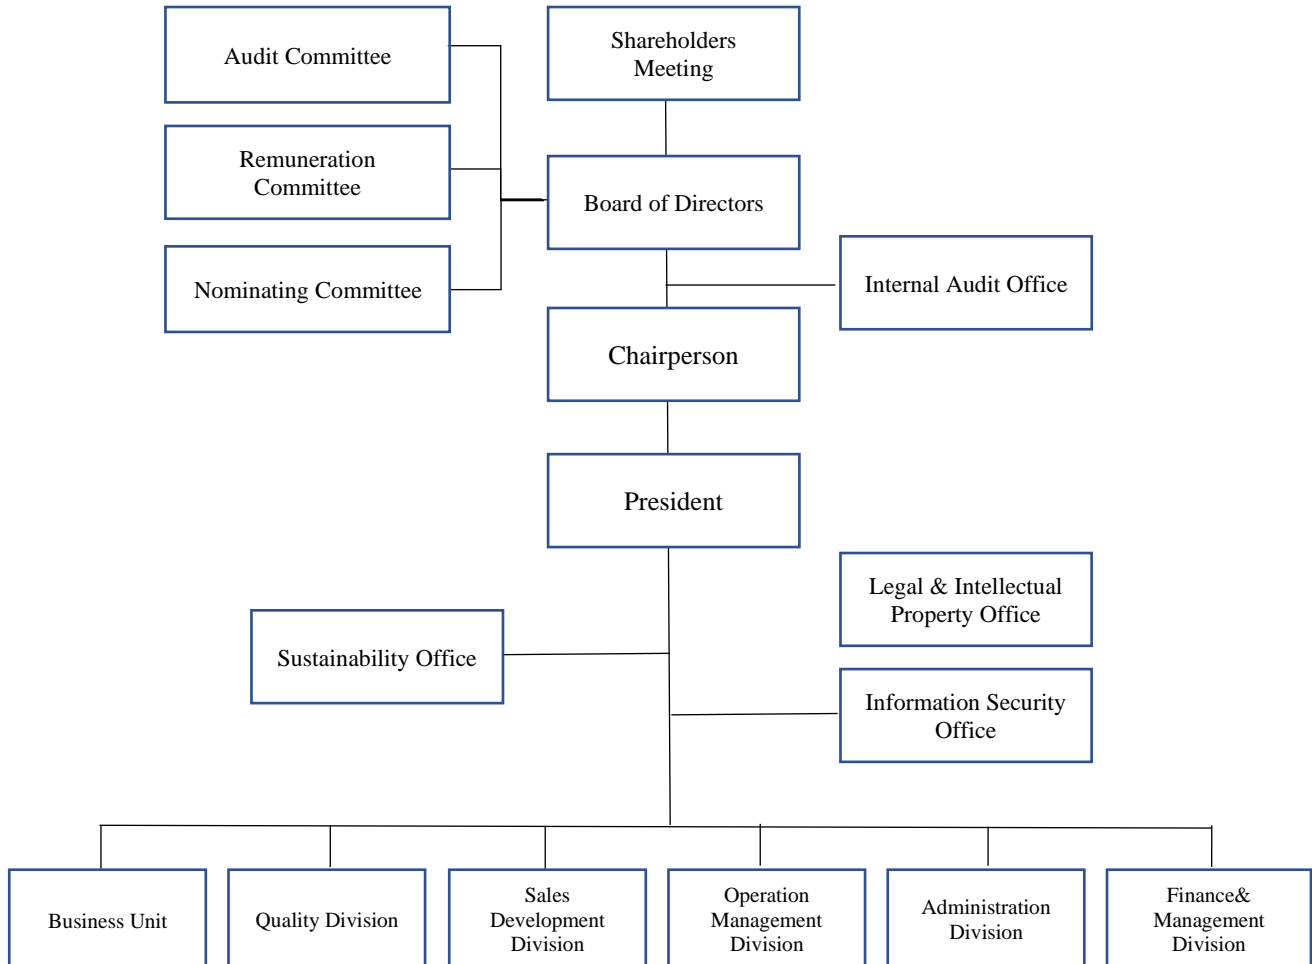 Audit Committee
Shareholders
Meeting
Remuneration
Committee
Board of Directors
Nominating Committee
Internal Audit Office
Chairperson
President
Legal & Intellectual
Property Office
Sustainability Office
Information Security
Office
Business Unit
Quality Division
Sales
Development
Division
Operation
Management
Division
Administration
Division
Finance&
Management
Division